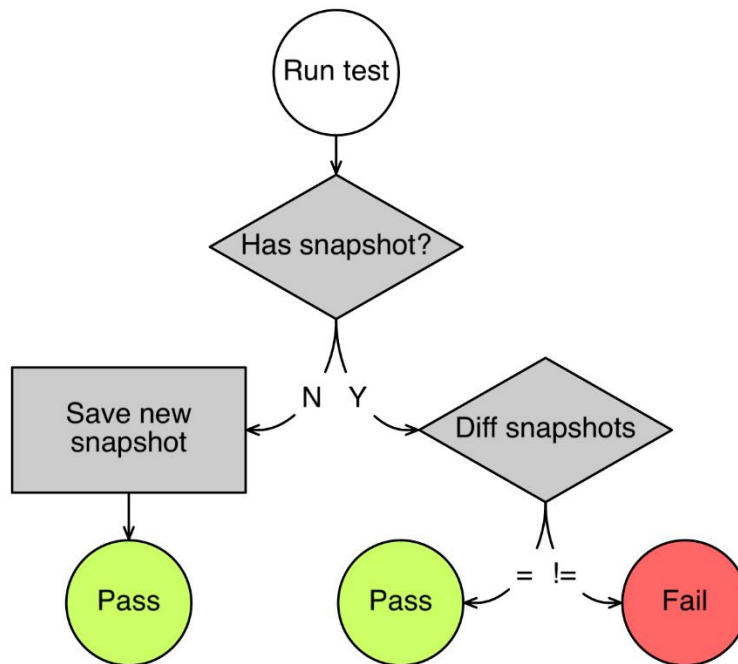 Run test
Has snapshot?
N Y
Save new
snapshot
Diff snapshots
= !=
Pass
Pass
Fail